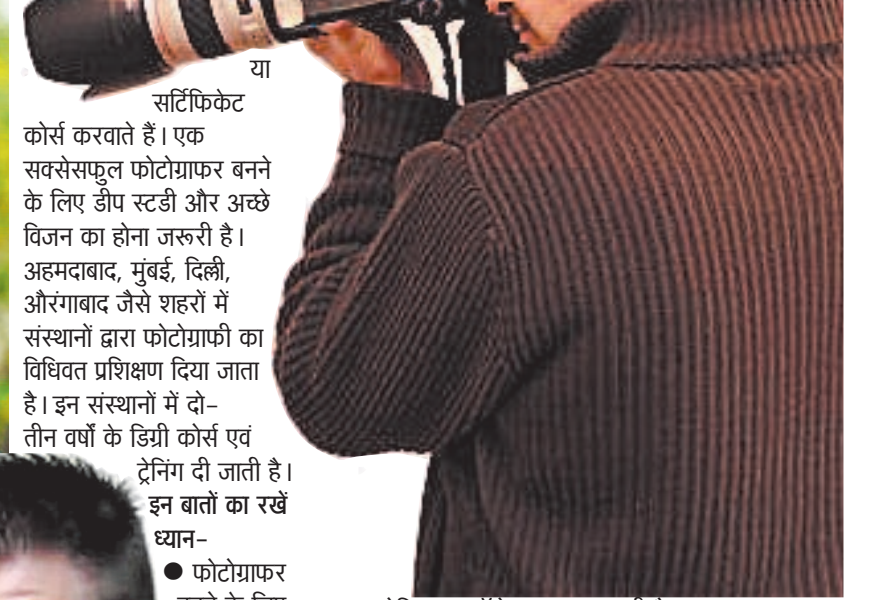 या
सर्टिफिकेट
कोर्स करवाते हैं। एक
सक्सेसफुल फोटोग्राफर बनने
के लिए डीप स्टडी और अच्छे
विजन का होना जरूरी है।
अहमदाबाद, मुंबई, दिल्ली,
औरंगाबाद जैसे शहरों में
संस्थानों द्वारा फोटोग्राफी का
विधिवत प्रशिक्षण दिया जाता
है। इन संस्थानों में दो-
तीन वर्षों के डिग्री कोर्स एवं
ट्रेनिंग दी जाती है।
इन बातों का रखें
ध्यान-
● फोटोग्राफर